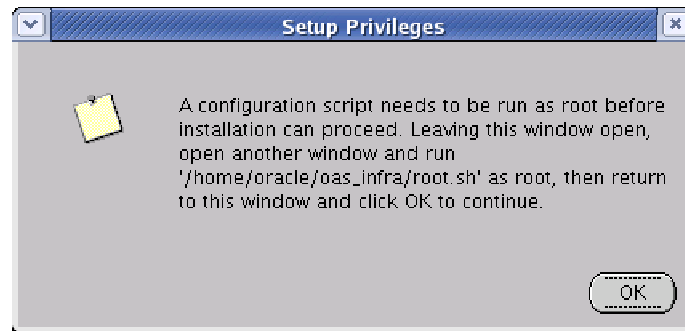 Setup Privileges
A configuration script needs to be run as root before
installation can proceed. Leaving this window open,
open another window and run
'/home/oracle/oas_infra/root.sh' as root, then return
to this window and click OK to continue.
OK